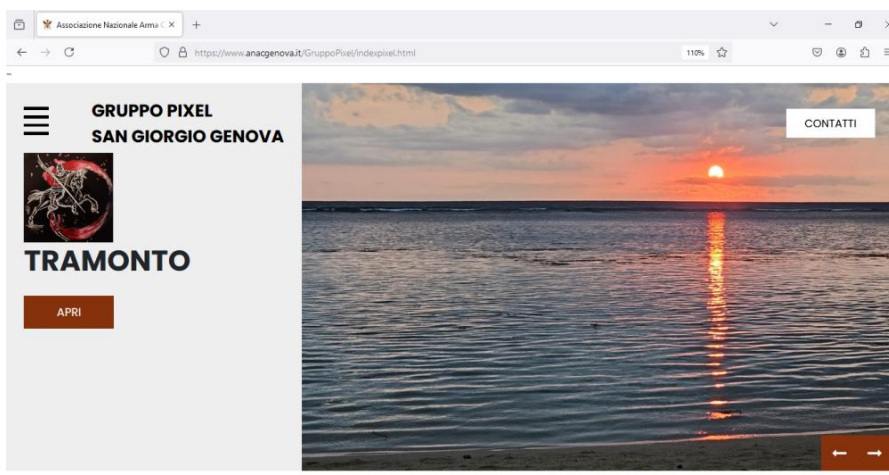 Associazione Nazionale Arma C
https://www.anacgenova.it/GruppoPixel/indexpixel.html
110%
GRUPPO PIXEL
SAN GIORGIO GENOVA
CONTATTI
TRAMONTO
APRI